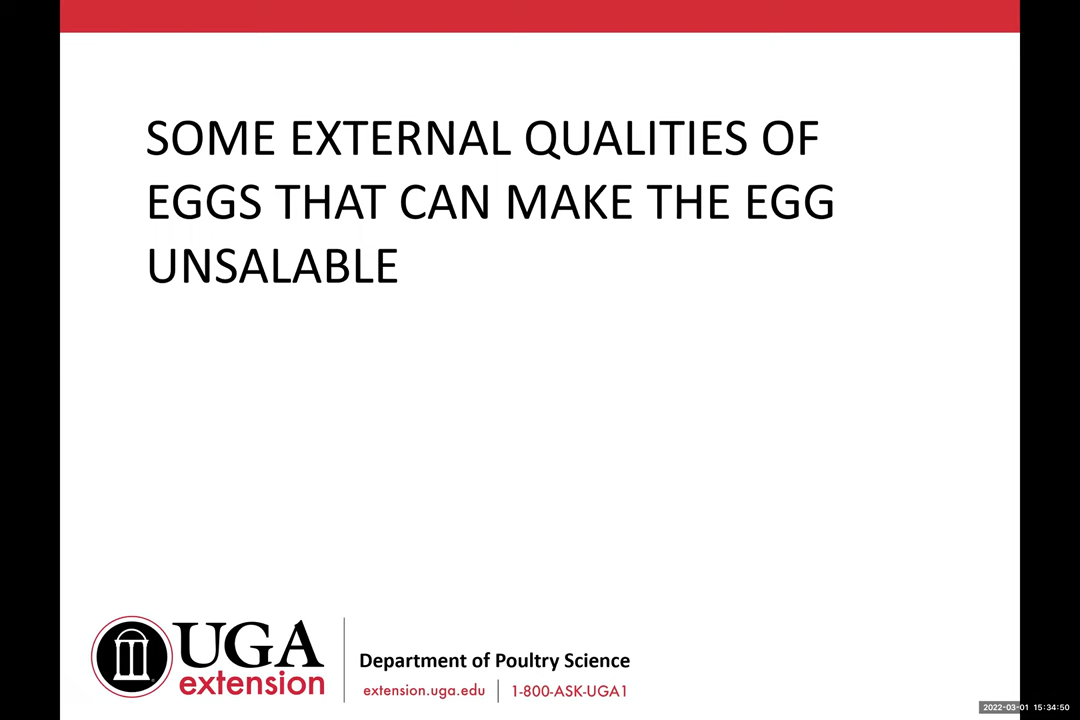 SOME EXTERNAL QUALITIES OF
EGGS THAT CAN MAKE THE EGG
UNSALABLE
UGA
extension
Department of Poultry Science
extension.uga.edu | 1-800-ASK-UGA1
2022-03-01 15:34:50